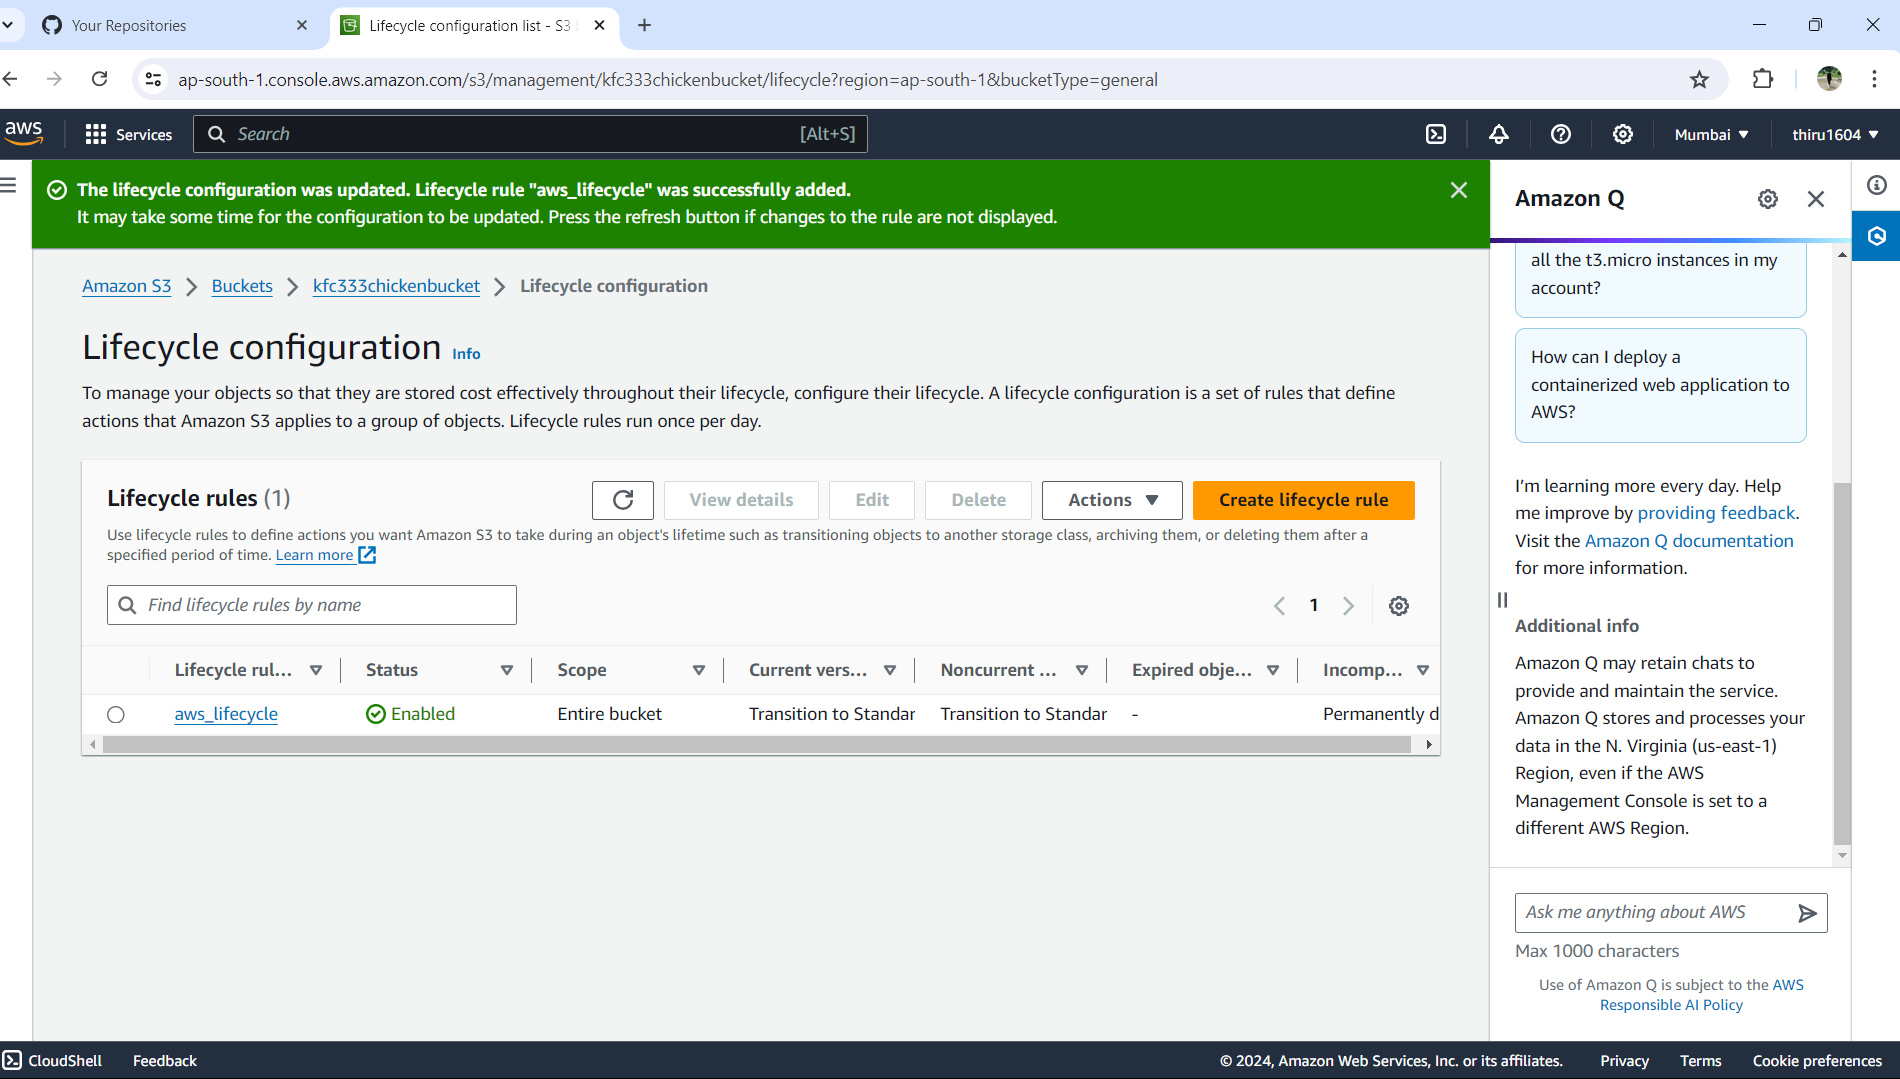 Your Repositories
Lifecycle configuration list - S3
ap-south-1.console.aws.amazon.com/s3/management/kfc333chickenbucket/lifecycle?region=ap-south-1&bucketType=general
aws
Services
Search
[Alt+S]
Mumbai
thiru1604
The lifecycle configuration was updated. Lifecycle rule "aws_lifecycle" was successfully added.
It may take some time for the configuration to be updated. Press the refresh button if changes to the rule are not displayed.
Amazon S3
Buckets
kfc333chickenbucket
Lifecycle configuration
Lifecycle configuration
Info
To manage your objects so that they are stored cost effectively throughout their lifecycle, configure their lifecycle. A lifecycle configuration is a set of rules that define
actions that Amazon S3 applies to a group of objects. Lifecycle rules run once per day.
Lifecycle rules (1)
View details
Edit
Delete
Actions
Create lifecycle rule
Use lifecycle rules to define actions you want Amazon S3 to take during an object's lifetime such as transitioning objects to another storage class, archiving them, or deleting them after a
specified period of time. Learn more
Find lifecycle rules by name
1
Lifecycle rul...
Status
Scope
Current vers...
Noncurrent ...
Expired obje...
Incomp...
aws_lifecycle
Enabled
Entire bucket
Transition to Standar
Transition to Standar
-
Permanently d
Amazon Q
all the t3.micro instances in my
account?
How can I deploy a
containerized web application to
AWS?
I'm learning more every day. Help
me improve by providing feedback.
Visit the Amazon Q documentation
for more information.
Additional info
Amazon Q may retain chats to
provide and maintain the service.
Amazon Q stores and processes your
data in the N. Virginia (us-east-1)
Region, even if the AWS
Management Console is set to a
different AWS Region.
Ask me anything about AWS
Max 1000 characters
Use of Amazon Q is subject to the AWS
Responsible AI Policy
CloudShell
Feedback
© 2024, Amazon Web Services, Inc. or its affiliates.
Privacy
Terms
Cookie preferences